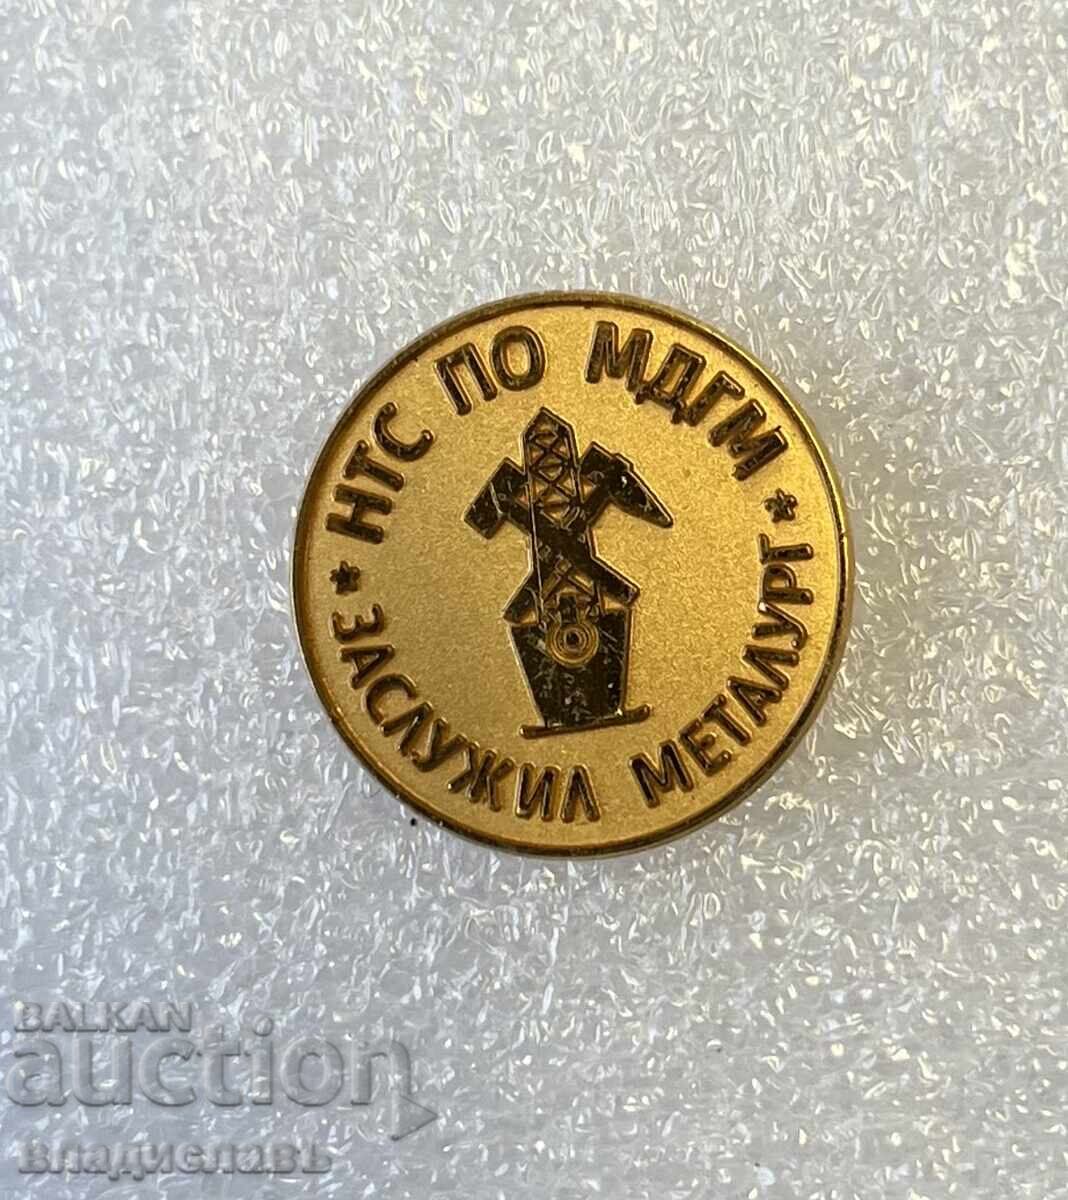 НТС ПО МДГМ
* ЗАСЛУЖИЛ МЕТАЛУРГ *
BALKAN
auction
ВладиславЪ